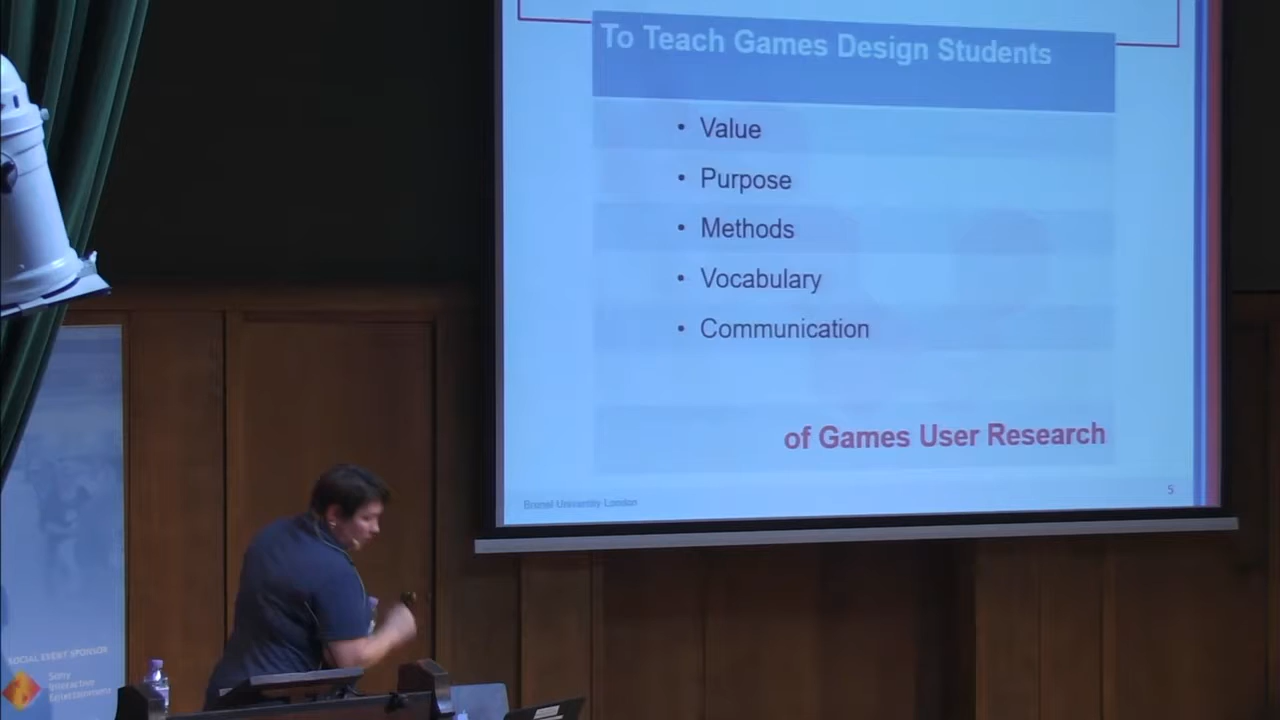 To Teach Games Design Students
• Value
• Purpose
• Methods
• Vocabulary
• Communication
of Games User Research
Brunel University London
5
SOCIAL EVENT SPONSOR
Sony
Interactive
Entertainment